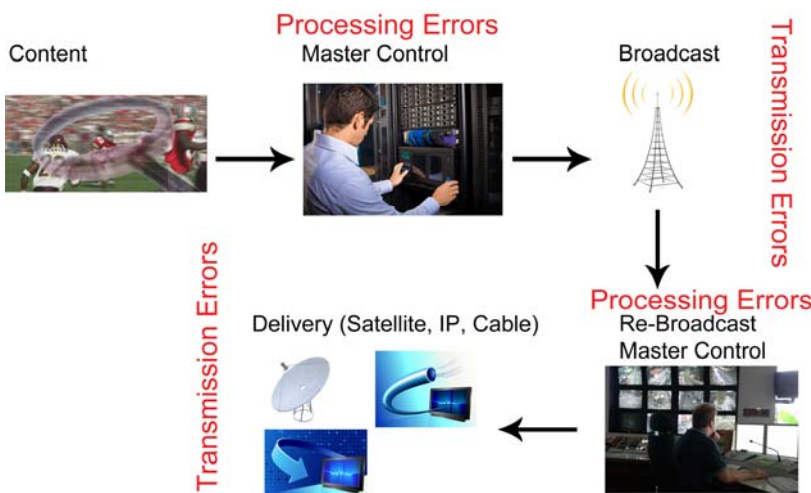 Processing Errors
Content
Master Control
Broadcast
Transmission Errors
Processing Errors
Re-Broadcast
Master Control
Delivery (Satellite, IP, Cable)
Transmission Errors